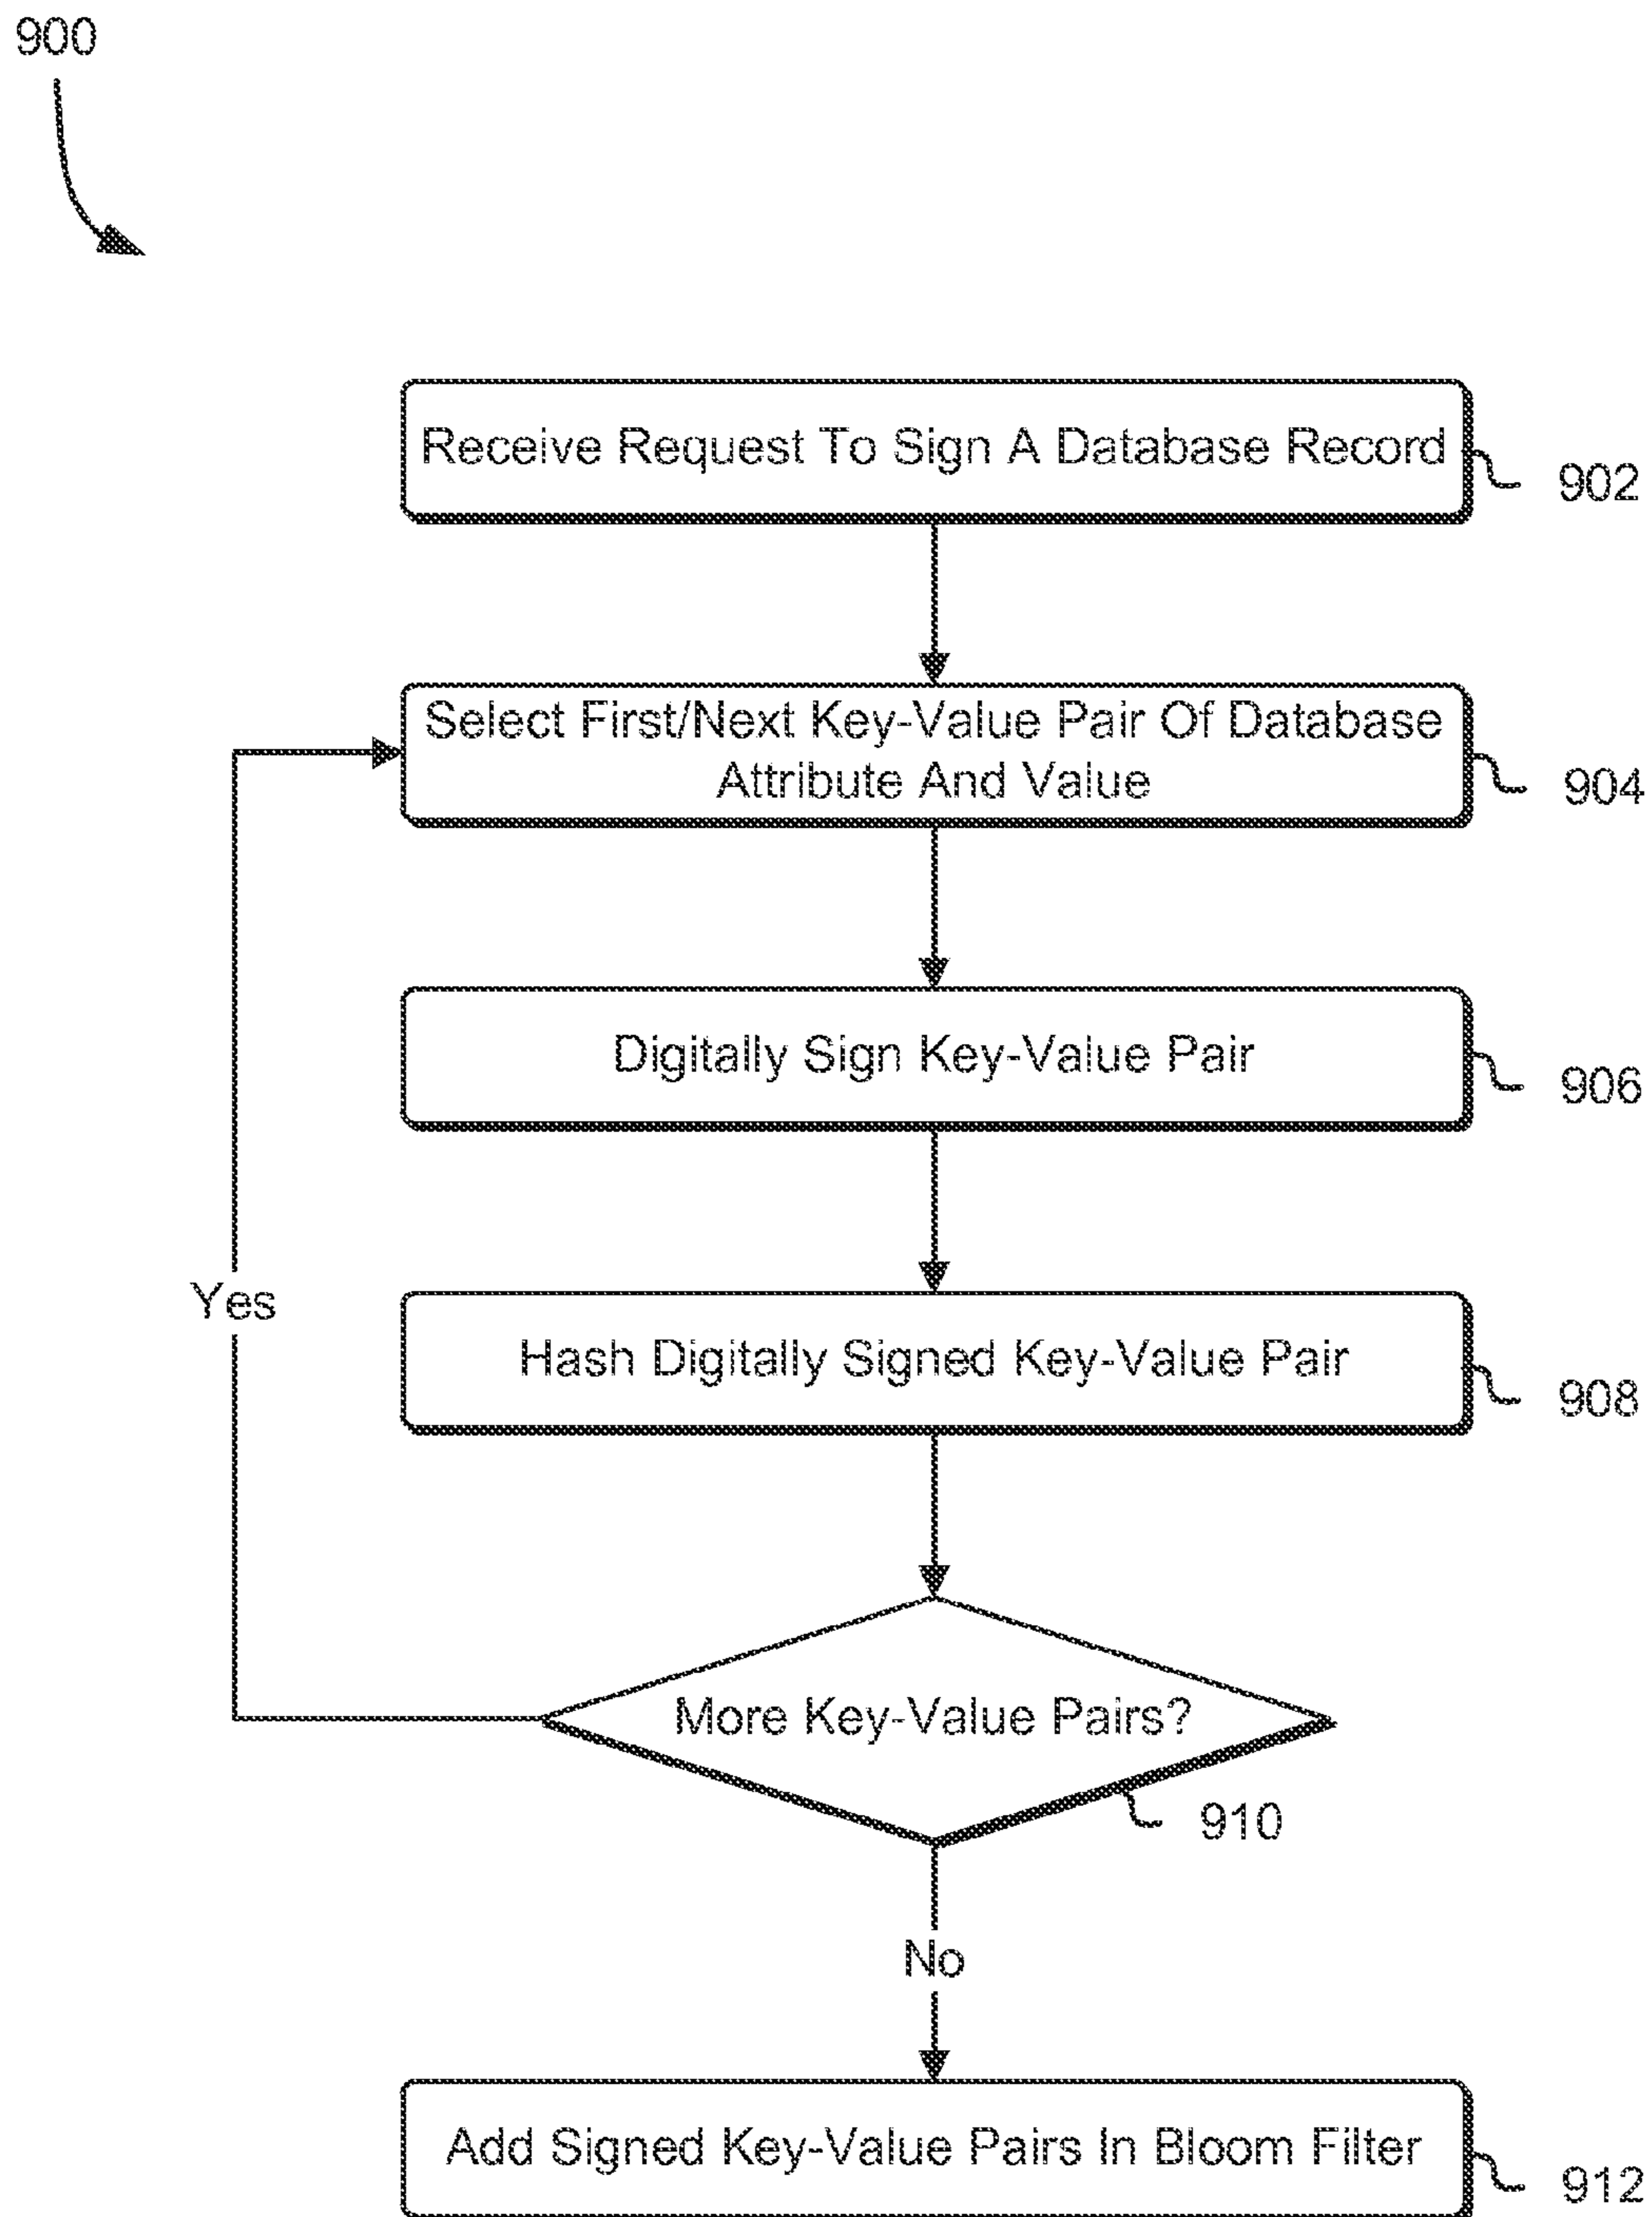 900
Receive Request To Sign A Database Record
902
Select First/Next Key-Value Pair Of Database
Attribute And Value
904
Digitally Sign Key-Value Pair
906
Yes
Hash Digitally Signed Key-Value Pair
908
More Key-Value Pairs?
910
No
Add Signed Key-Value Pairs In Bloom Filter
912